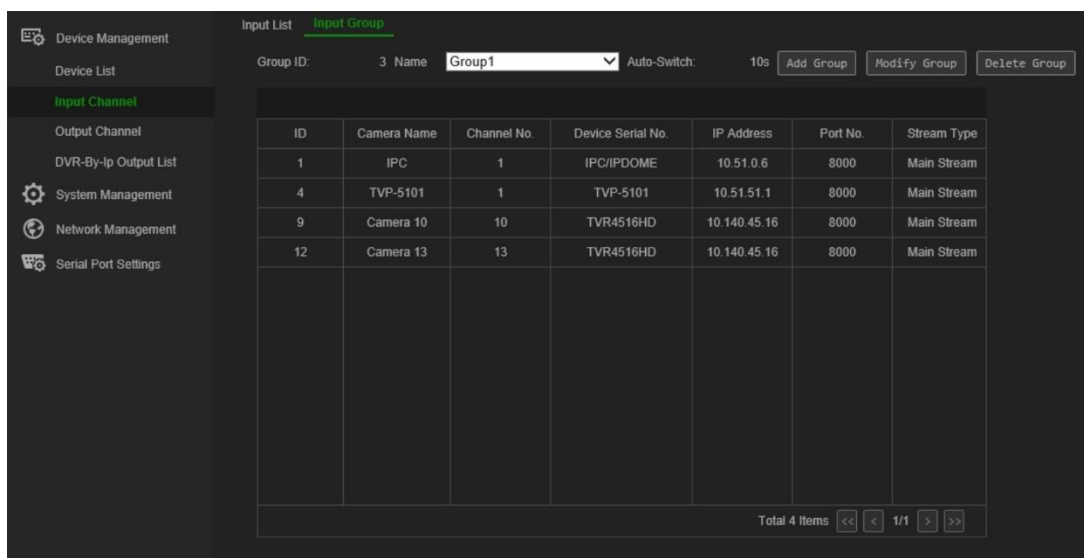 Device Management
Device List
Input Channel
Output Channel
DVR-By-Ip Output List
System Management
Network Management
Serial Port Settings
Input List Input Group
Group ID: 3 Name Group1 Auto-Switch: 10s Add Group Modify Group Delete Group
ID Camera Name Channel No. Device Serial No. IP Address Port No. Stream Type
1 IPC 1 IPC/IPDOME 10.51.0.6 8000 Main Stream
4 TVP-5101 1 TVP-5101 10.51.51.1 8000 Main Stream
9 Camera 10 10 TVR4516HD 10.140.45.16 8000 Main Stream
12 Camera 13 13 TVR4516HD 10.140.45.16 8000 Main Stream
Total 4 Items << < 1/1 > >>